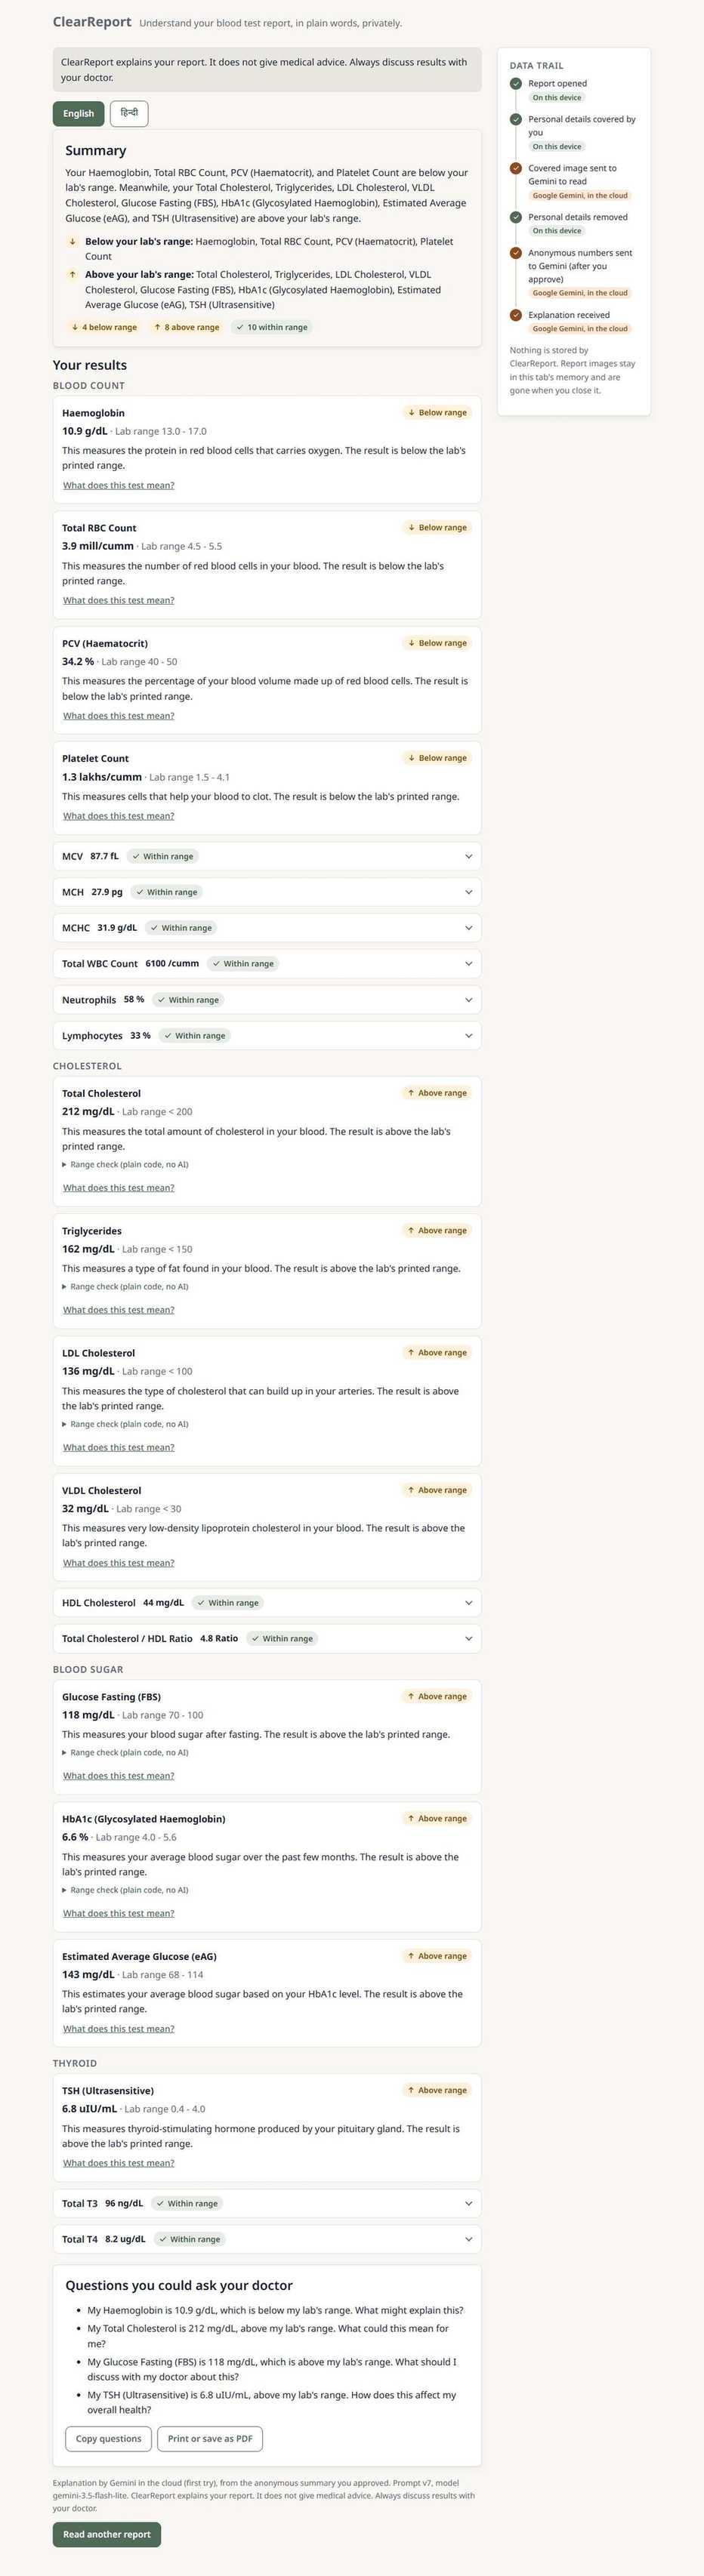 ClearReport Understand your blood test report, in plain words, privately.
ClearReport explains your report. It does not give medical advice. Always discuss results with
your doctor.
English हिन्दी
Summary
Your Haemoglobin, Total RBC Count, PCV (Haematocrit), and Platelet Count are below your
lab's range. Meanwhile, your Total Cholesterol, Triglycerides, LDL Cholesterol, VLDL
Cholesterol, Glucose Fasting (FBS), HbA1c (Glycosylated Haemoglobin), Estimated Average
Glucose (eAG), and TSH (Ultrasensitive) are above your lab's range.
↓ Below your lab's range: Haemoglobin, Total RBC Count, PCV (Haematocrit), Platelet
Count
↑ Above your lab's range: Total Cholesterol, Triglycerides, LDL Cholesterol, VLDL
Cholesterol, Glucose Fasting (FBS), HbA1c (Glycosylated Haemoglobin), Estimated
Average Glucose (eAG), TSH (Ultrasensitive)
↓ 4 below range ↑ 8 above range ✓ 10 within range
Your results
BLOOD COUNT
Haemoglobin ↓ Below range
10.9 g/dL · Lab range 13.0 - 17.0
This measures the protein in red blood cells that carries oxygen. The result is below the lab's
printed range.
What does this test mean?
Total RBC Count ↓ Below range
3.9 mill/cumm · Lab range 4.5 - 5.5
This measures the number of red blood cells in your blood. The result is below the lab's
printed range.
What does this test mean?
PCV (Haematocrit) ↓ Below range
34.2 % · Lab range 40 - 50
This measures the percentage of your blood volume made up of red blood cells. The result is
below the lab's printed range.
What does this test mean?
Platelet Count ↓ Below range
1.3 lakhs/cumm · Lab range 1.5 - 4.1
This measures cells that help your blood to clot. The result is below the lab's printed range.
What does this test mean?
MCV 87.7 fL ✓ Within range
MCH 27.9 pg ✓ Within range
MCHC 31.9 g/dL ✓ Within range
Total WBC Count 6100 /cumm ✓ Within range
Neutrophils 58 % ✓ Within range
Lymphocytes 33 % ✓ Within range
CHOLESTEROL
Total Cholesterol ↑ Above range
212 mg/dL · Lab range < 200
This measures the total amount of cholesterol in your blood. The result is above the lab's
printed range.
▶ Range check (plain code, no AI)
What does this test mean?
Triglycerides ↑ Above range
162 mg/dL · Lab range < 150
This measures a type of fat found in your blood. The result is above the lab's printed range.
▶ Range check (plain code, no AI)
What does this test mean?
LDL Cholesterol ↑ Above range
136 mg/dL · Lab range < 100
This measures the type of cholesterol that can build up in your arteries. The result is above
the lab's printed range.
▶ Range check (plain code, no AI)
What does this test mean?
VLDL Cholesterol ↑ Above range
32 mg/dL · Lab range < 30
This measures very low-density lipoprotein cholesterol in your blood. The result is above the
lab's printed range.
What does this test mean?
HDL Cholesterol 44 mg/dL ✓ Within range
Total Cholesterol / HDL Ratio 4.8 Ratio ✓ Within range
BLOOD SUGAR
Glucose Fasting (FBS) ↑ Above range
118 mg/dL · Lab range 70 - 100
This measures your blood sugar after fasting. The result is above the lab's printed range.
▶ Range check (plain code, no AI)
What does this test mean?
HbA1c (Glycosylated Haemoglobin) ↑ Above range
6.6 % · Lab range 4.0 - 5.6
This measures your average blood sugar over the past few months. The result is above the
lab's printed range.
▶ Range check (plain code, no AI)
What does this test mean?
Estimated Average Glucose (eAG) ↑ Above range
143 mg/dL · Lab range 68 - 114
This estimates your average blood sugar based on your HbA1c level. The result is above the
lab's printed range.
What does this test mean?
THYROID
TSH (Ultrasensitive) ↑ Above range
6.8 uIU/mL · Lab range 0.4 - 4.0
This measures thyroid-stimulating hormone produced by your pituitary gland. The result is
above the lab's printed range.
What does this test mean?
Total T3 96 ng/dL ✓ Within range
Total T4 8.2 ug/dL ✓ Within range
Questions you could ask your doctor
• My Haemoglobin is 10.9 g/dL, which is below my lab's range. What might explain this?
• My Total Cholesterol is 212 mg/dL, above my lab's range. What could this mean for
me?
• My Glucose Fasting (FBS) is 118 mg/dL, which is above my lab's range. What should I
discuss with my doctor about this?
• My TSH (Ultrasensitive) is 6.8 uIU/mL, above my lab's range. How does this affect my
overall health?
Copy questions Print or save as PDF
Explanation by Gemini in the cloud (first try), from the anonymous summary you approved. Prompt v7, model
gemini-3.5-flash-lite. ClearReport explains your report. It does not give medical advice. Always discuss results with
your doctor.
Read another report
DATA TRAIL
Report opened
On this device
Personal details covered by
you
On this device
Covered image sent to
Gemini to read
Google Gemini, in the cloud
Personal details removed
On this device
Anonymous numbers sent
to Gemini (after you
approve)
Google Gemini, in the cloud
Explanation received
Google Gemini, in the cloud
Nothing is stored by
ClearReport. Report images stay
in this tab's memory and are
gone when you close it.